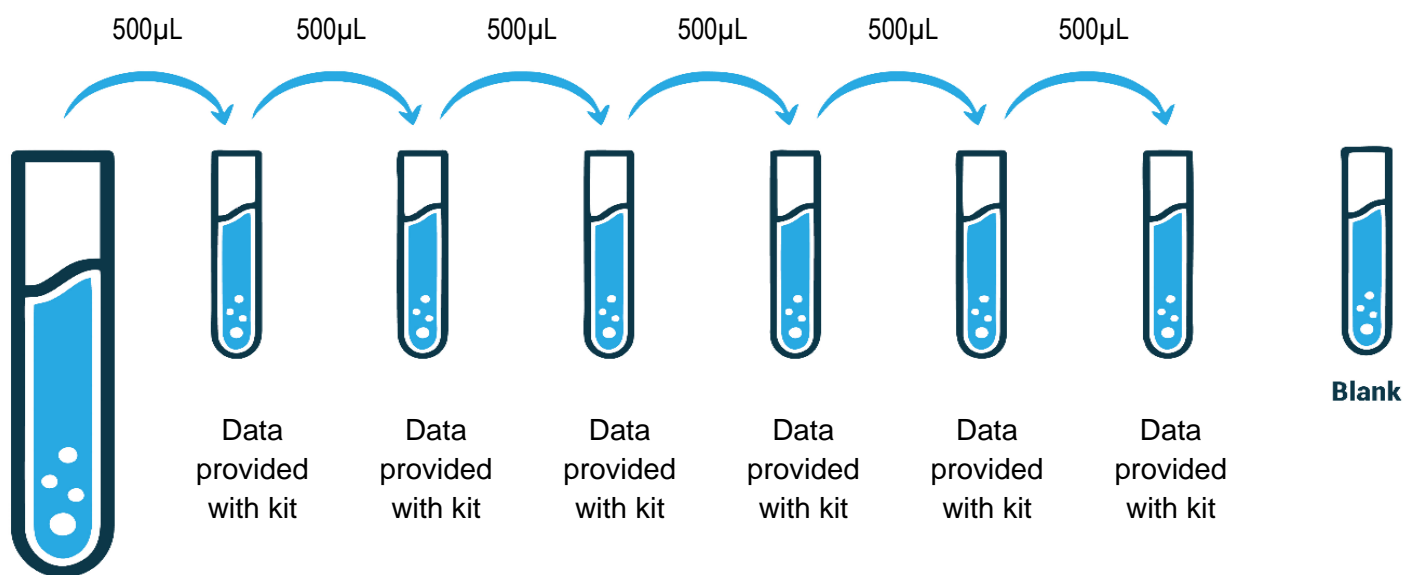 500µL 500µL 500µL 500µL 500µL 500µL
Blank
Data Data Data Data Data Data
provided provided provided provided provided provided
with kit with kit with kit with kit with kit with kit